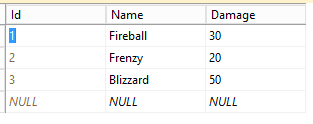 Id Name Damage
1 Fireball 30
2 Frenzy 20
3 Blizzard 50
NULL NULL NULL